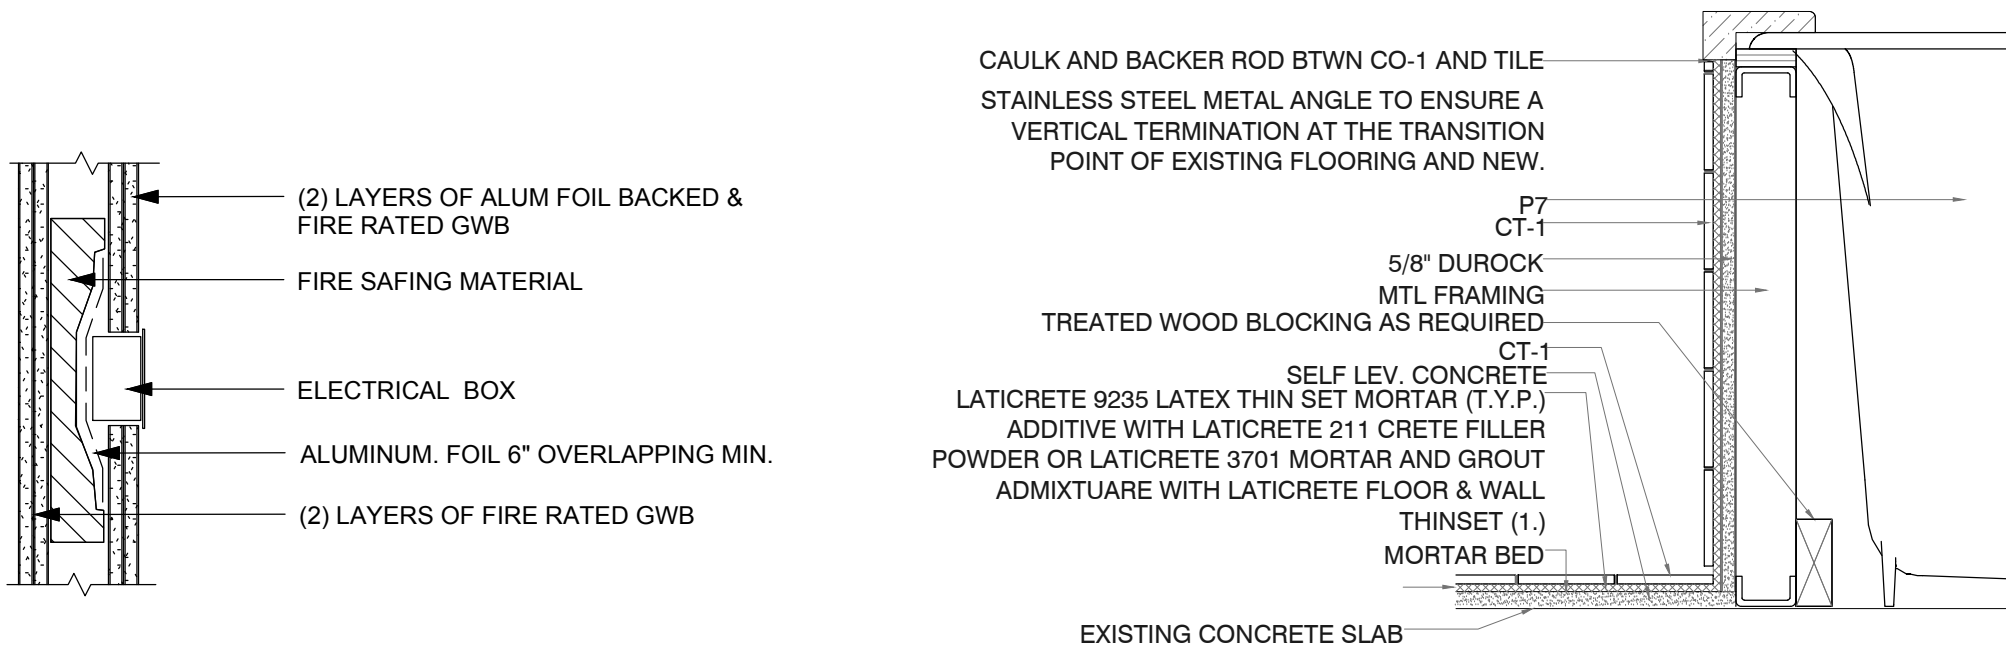 (2) LAYERS OF ALUM FOIL BACKED &
FIRE RATED GWB
FIRE SAFING MATERIAL
ELECTRICAL BOX
ALUMINUM. FOIL 6" OVERLAPPING MIN.
(2) LAYERS OF FIRE RATED GWB
CAULK AND BACKER ROD BTWN CO-1 AND TILE
STAINLESS STEEL METAL ANGLE TO ENSURE A
VERTICAL TERMINATION AT THE TRANSITION
POINT OF EXISTING FLOORING AND NEW.
P7
CT-1
5/8" DUROCK
MTL FRAMING
TREATED WOOD BLOCKING AS REQUIRED
CT-1
SELF LEV. CONCRETE
LATICRETE 9235 LATEX THIN SET MORTAR (T.Y.P.)
ADDITIVE WITH LATICRETE 211 CRETE FILLER
POWDER OR LATICRETE 3701 MORTAR AND GROUT
ADMIXTUARE WITH LATICRETE FLOOR & WALL
THINSET (1.)
MORTAR BED
EXISTING CONCRETE SLAB